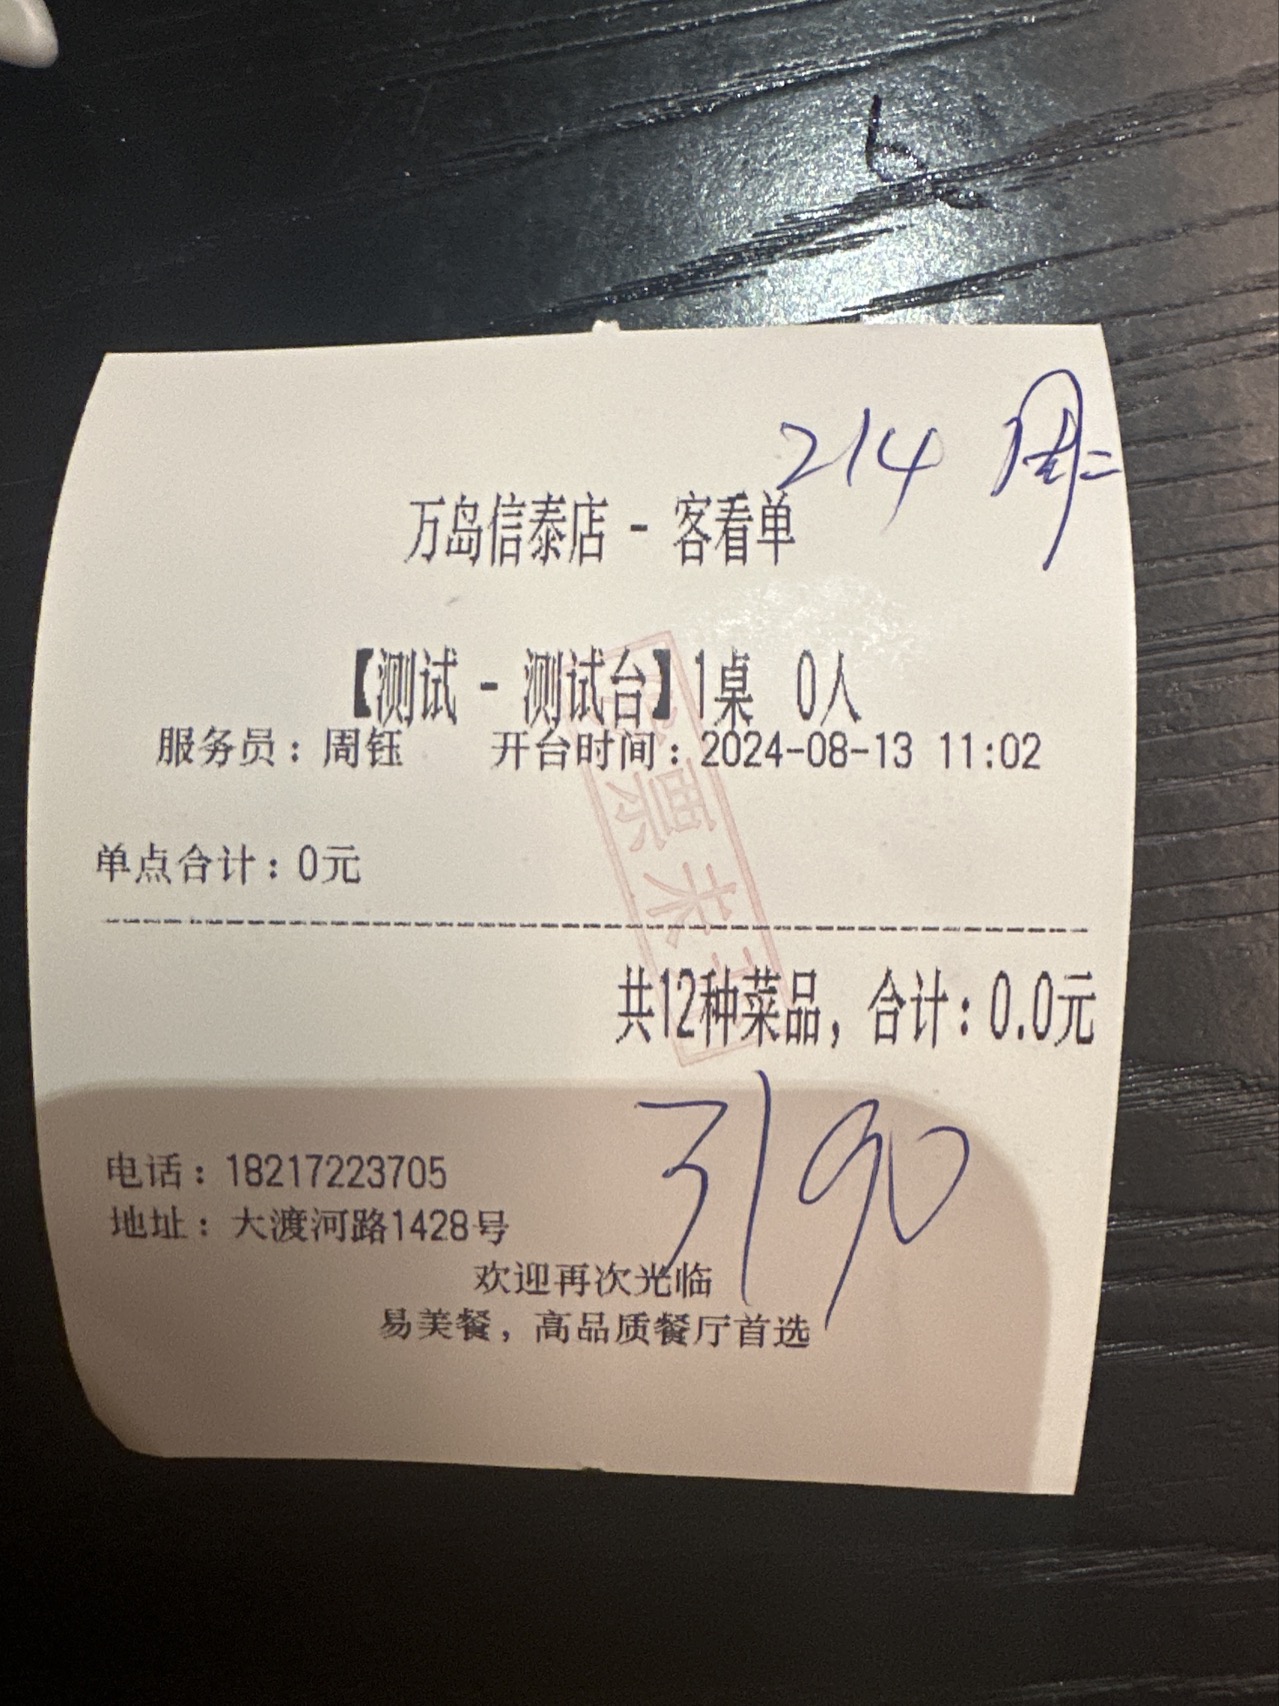 214 周二
万岛信泰店 - 客看单
【测试 - 测试台】1桌 0人
服务员：周钰 开台时间：2024-08-13 11:02
单点合计：0元
票未
共12种菜品，合计：0.0元
3190
电话：18217223705
地址：大渡河路1428号
欢迎再次光临
易美餐，高品质餐厅首选